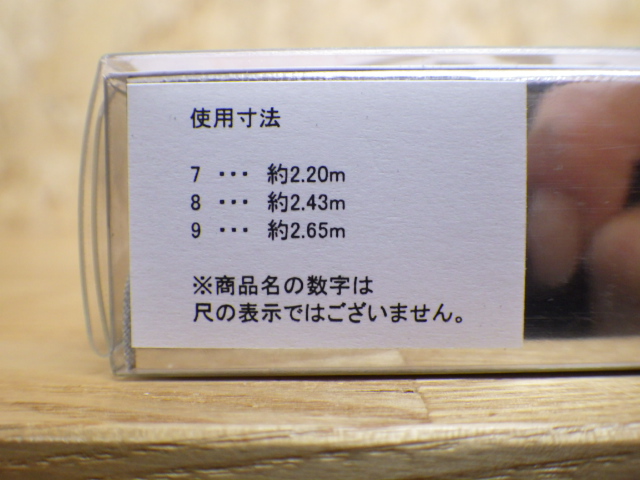 使用寸法
7 ··· 約2.20m
8 ··· 約2.43m
9 ··· 約2.65m
※商品名の数字は
尺の表示ではございません。